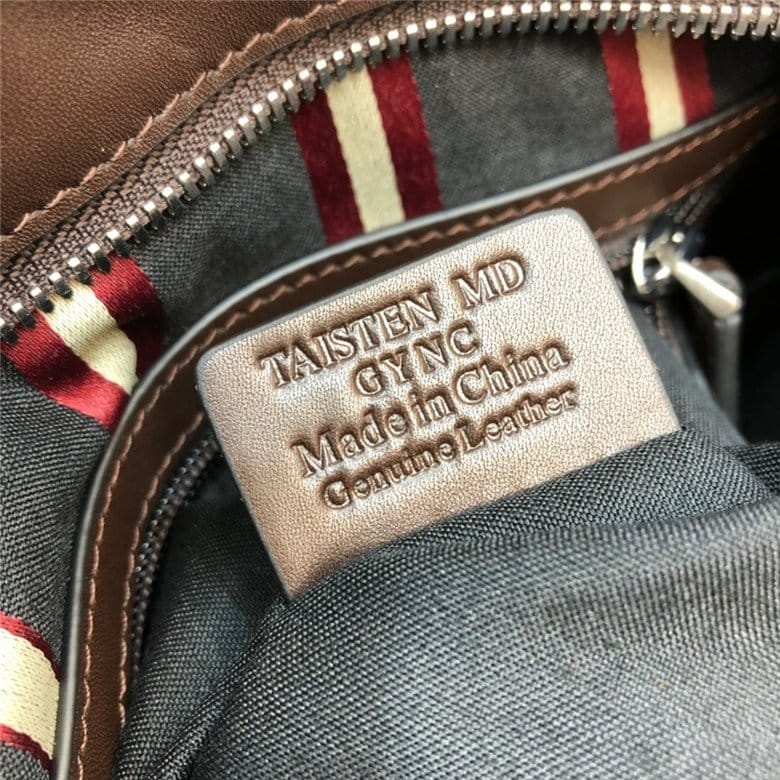 TAISTEN MD
GYNC
Made in China
Genuine Leather